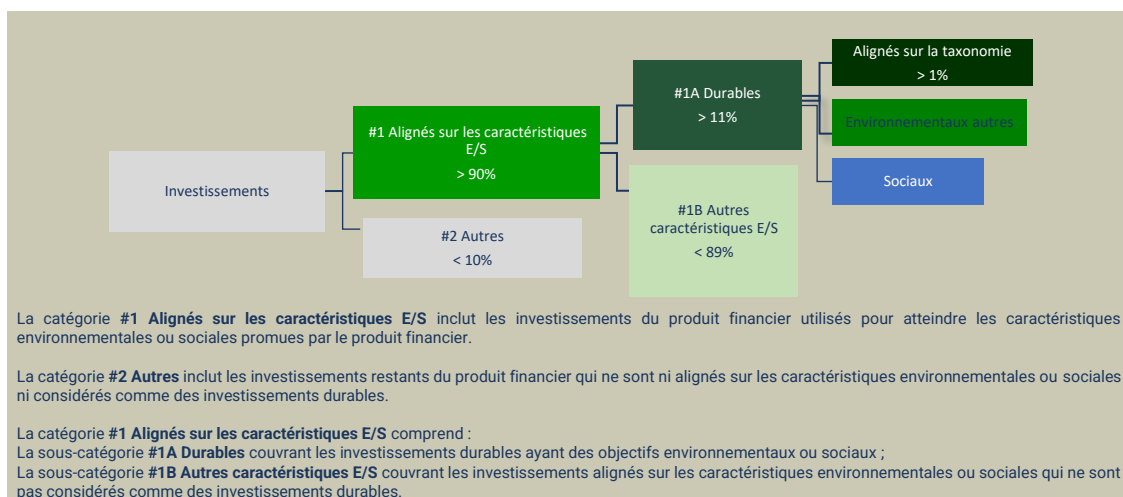 Investissements
#1 Alignés sur les caractéristiques
E/S
> 90%
#2 Autres
< 10%
#1A Durables
> 11%
#1B Autres
caractéristiques E/S
< 89%
Alignés sur la taxonomie
> 1%
Environnementaux autres
Sociaux
La catégorie #1 Alignés sur les caractéristiques E/S inclut les investissements du produit financier utilisés pour atteindre les caractéristiques
environnementales ou sociales promues par le produit financier.
La catégorie #2 Autres inclut les investissements restants du produit financier qui ne sont ni alignés sur les caractéristiques environnementales ou sociales
ni considérés comme des investissements durables.
La catégorie #1 Alignés sur les caractéristiques E/S comprend :
La sous-catégorie #1A Durables couvrant les investissements durables ayant des objectifs environnementaux ou sociaux ;
La sous-catégorie #1B Autres caractéristiques E/S couvrant les investissements alignés sur les caractéristiques environnementales ou sociales qui ne sont
pas considérés comme des investissements durables.